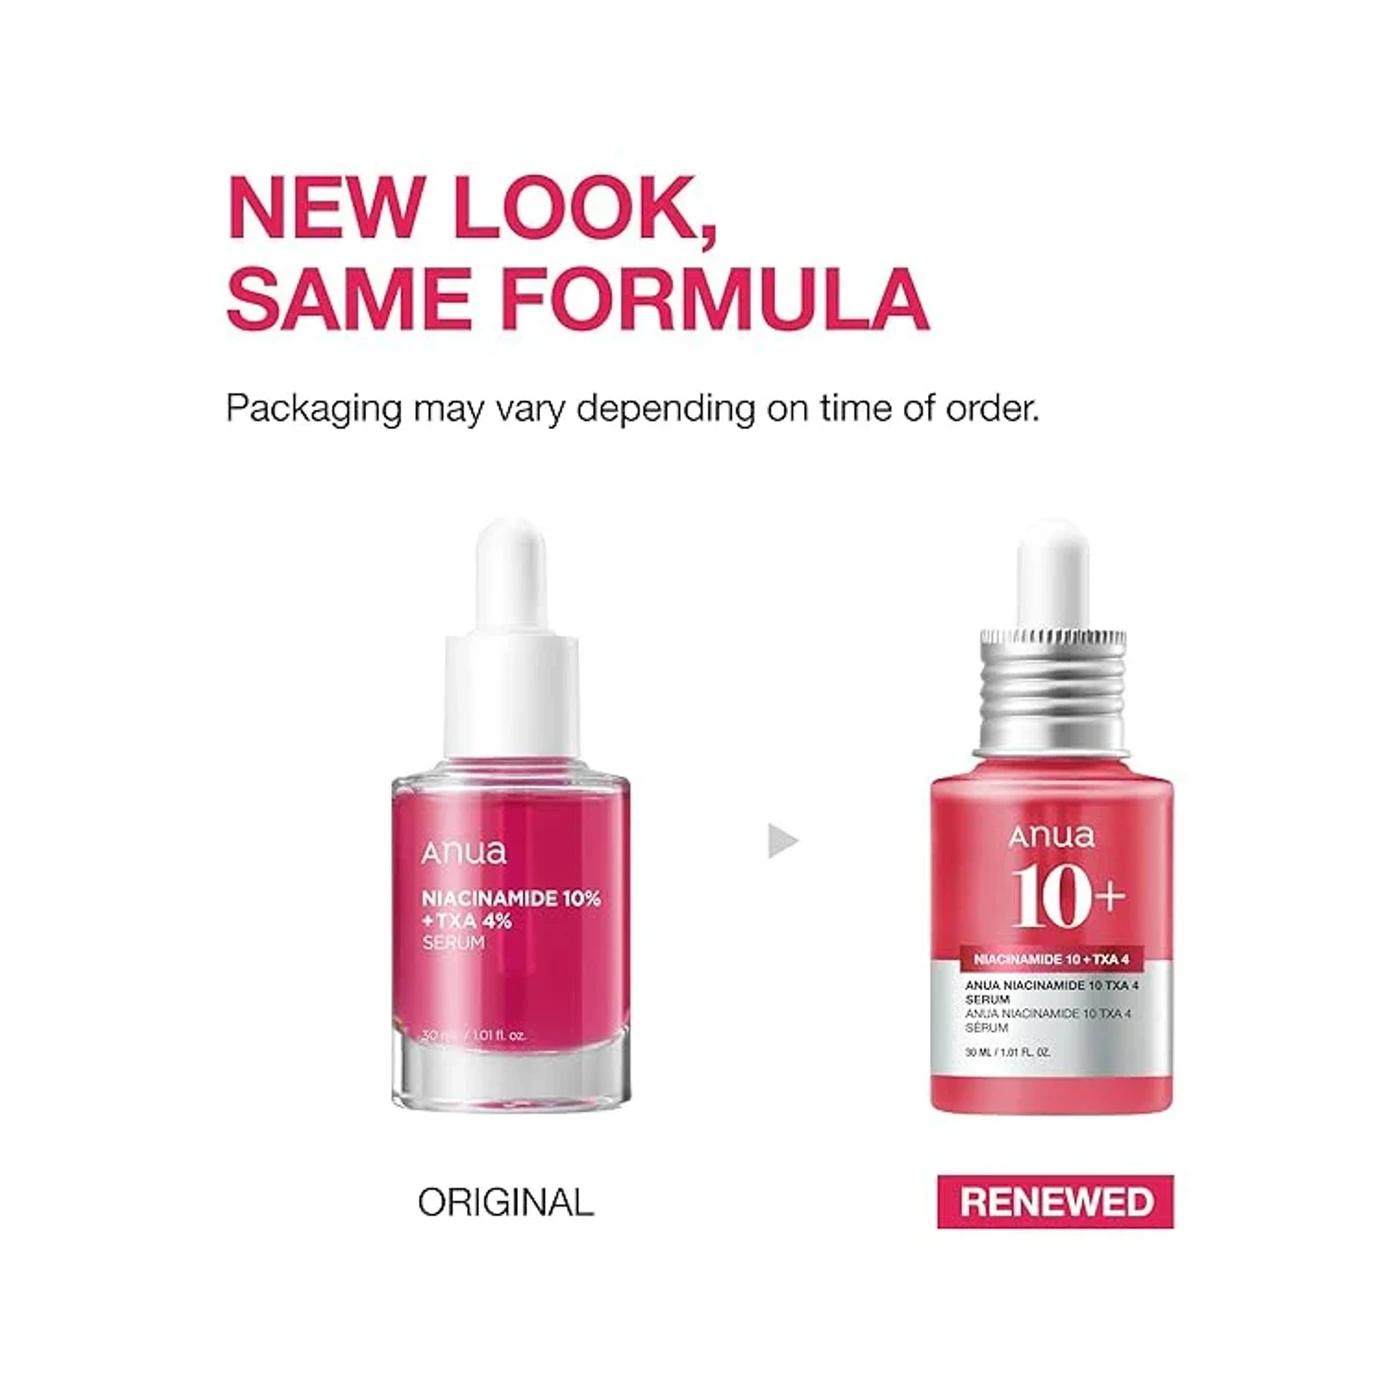 NEW LOOK,
SAME FORMULA
Packaging may vary depending on time of order.
Anua
NIACINAMIDE 10%
+ TXA 4%
SERUM
30 mL / 1.01 fl. oz.
ORIGINAL
Anua
10+
NIACINAMIDE 10 + TXA 4
ANUA NIACINAMIDE 10 TXA 4
SERUM
ANUA NIACINAMIDE 10 TXA 4
SÉRUM
30 ML / 1.01 FL. OZ.
RENEWED